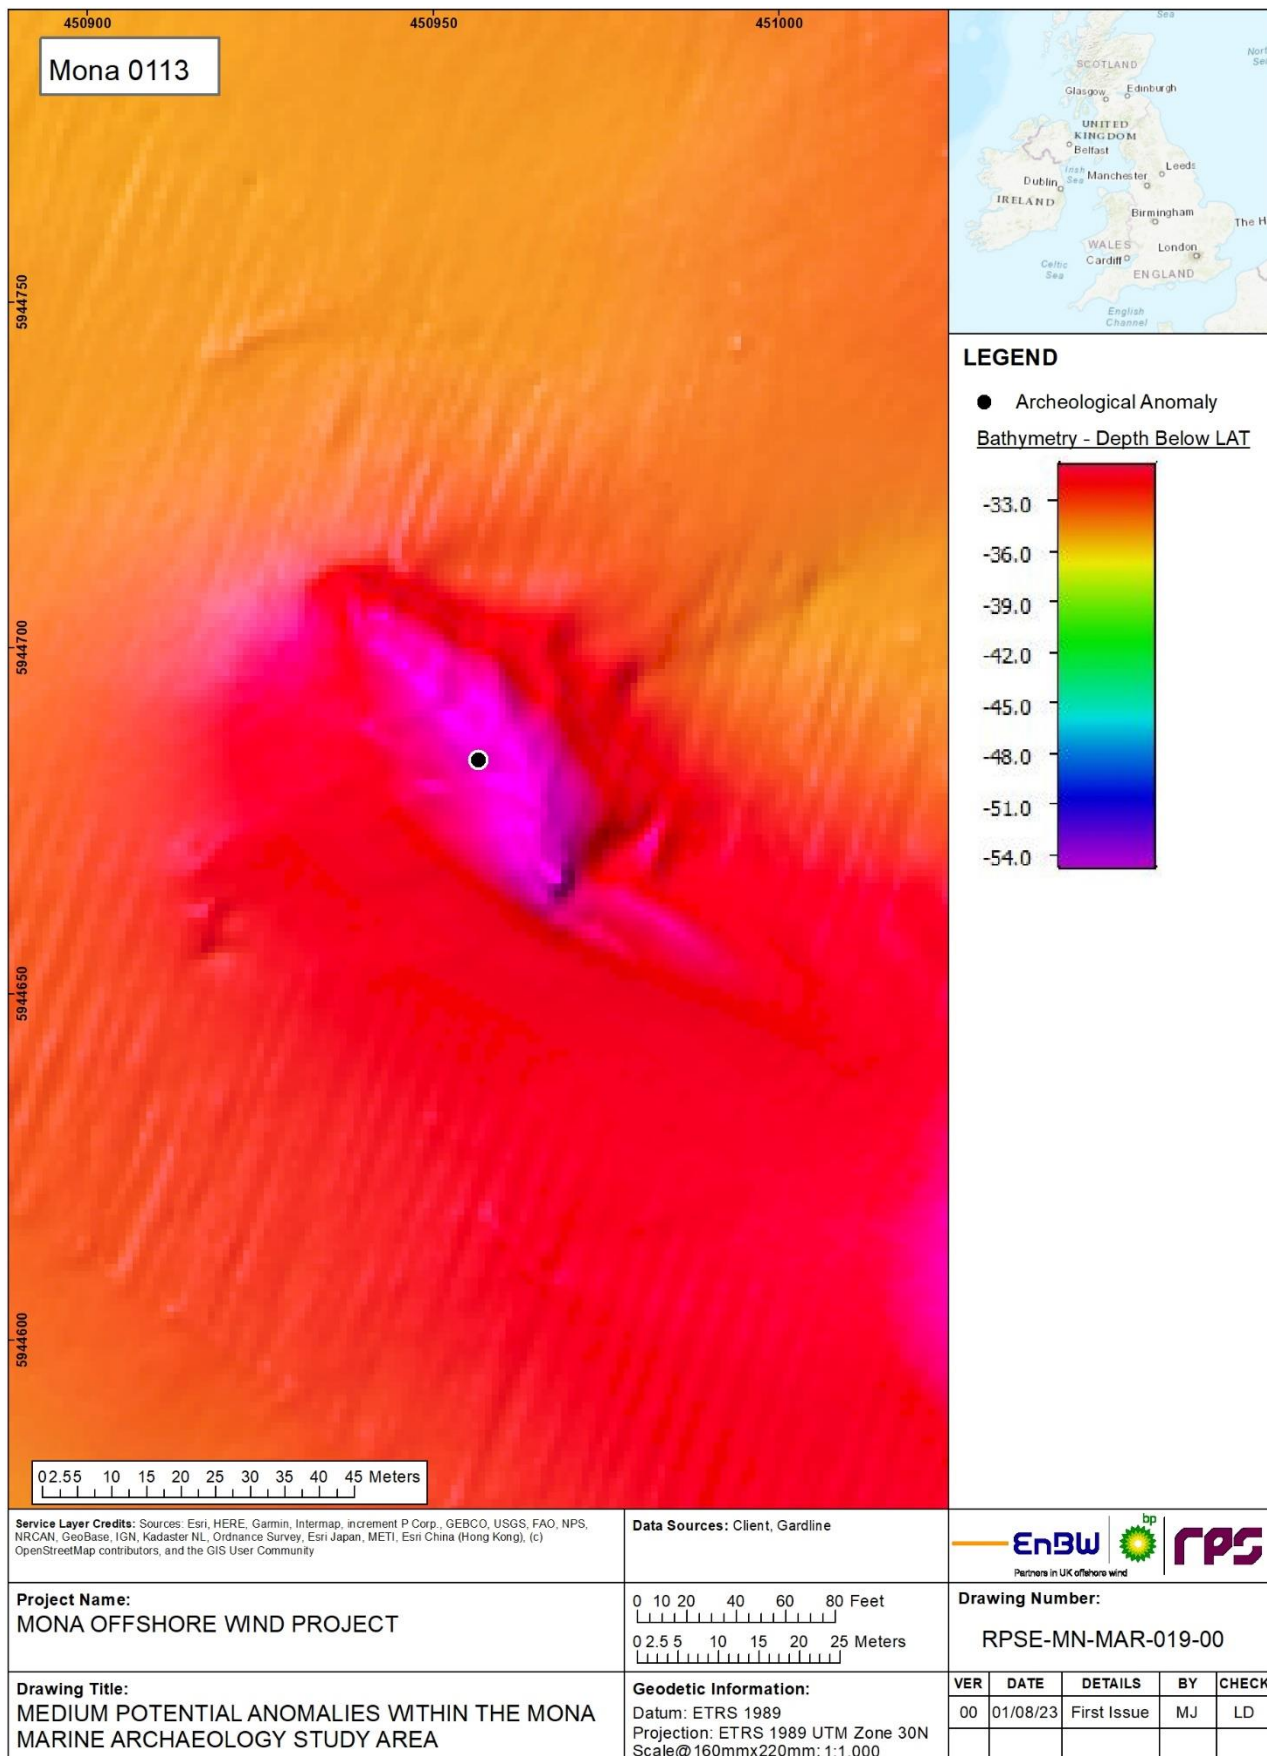 450900
450950
451000
Mona 0113
5944750
5944700
5944650
5944600
0 2.5 5 10 15 20 25 30 35 40 45 Meters
Sea
SCOTLAND
Glasgow
Edinburgh
UNITED
KINGDOM
Belfast
Irish
Sea
Dublin
Manchester
Leeds
IRELAND
Birmingham
The H
WALES
London
Cardiff
Celtic
Sea
ENGLAND
English
Channel
LEGEND
Archeological Anomaly
Bathymetry - Depth Below LAT
-33.0
-36.0
-39.0
-42.0
-45.0
-48.0
-51.0
-54.0
Service Layer Credits: Sources: Esri, HERE, Garmin, Intermap, increment P Corp., GEBCO, USGS, FAO, NPS,
NRCAN, GeoBase, IGN, Kadaster NL, Ordnance Survey, Esri Japan, METI, Esri China (Hong Kong), (c)
OpenStreetMap contributors, and the GIS User Community
Data Sources: Client, Gardline
EnBW
bp
rps
Partners in UK offshore wind
Project Name:
MONA OFFSHORE WIND PROJECT
0 10 20 40 60 80 Feet
0 2.5 5 10 15 20 25 Meters
Drawing Number:
RPSE-MN-MAR-019-00
Drawing Title:
MEDIUM POTENTIAL ANOMALIES WITHIN THE MONA
MARINE ARCHAEOLOGY STUDY AREA
Geodetic Information:
Datum: ETRS 1989
Projection: ETRS 1989 UTM Zone 30N
Scale@160mmx220mm: 1:1,000
VER DATE DETAILS BY CHECK
00 01/08/23 First Issue MJ LD